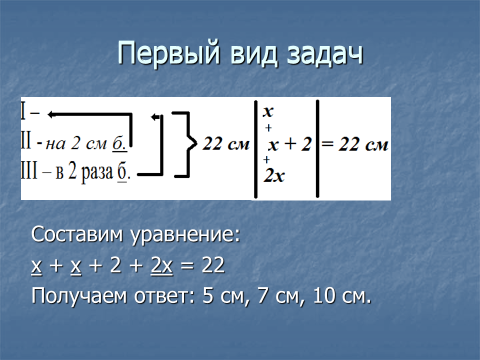 Первый вид задач
I –
II - на 2 см б.
III – в 2 раза б.
22 см
x
+
x + 2 = 22 см
+
2x
Составим уравнение:
x + x + 2 + 2x = 22
Получаем ответ: 5 см, 7 см, 10 см.